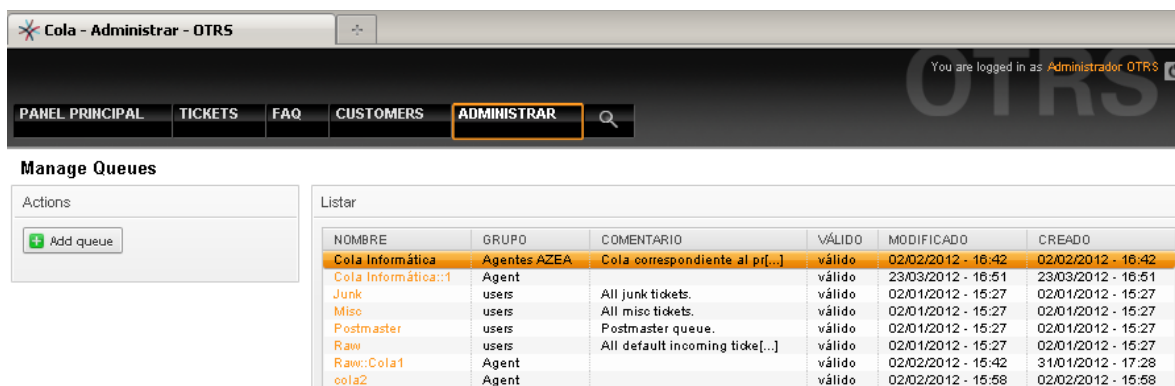 Cola - Administrar - OTRS
OTRS
You are logged in as Administrador OTRS
PANEL PRINCIPAL TICKETS FAQ CUSTOMERS ADMINISTRAR
Manage Queues
Actions
Add queue
Listar
NOMBRE GRUPO COMENTARIO VÁLIDO MODIFICADO CREADO
Cola Informática Agentes AZEA Cola correspondiente al pr[...] válido 02/02/2012 - 16:42 02/02/2012 - 16:42
Cola Informática::1 Agent válido 23/03/2012 - 16:51 23/03/2012 - 16:51
Junk users All junk tickets. válido 02/01/2012 - 15:27 02/01/2012 - 15:27
Misc users All misc tickets. válido 02/01/2012 - 15:27 02/01/2012 - 15:27
Postmaster users Postmaster queue. válido 02/01/2012 - 15:27 02/01/2012 - 15:27
Raw users All default incoming ticke[...] válido 02/01/2012 - 15:27 02/01/2012 - 15:27
Raw::Cola1 Agent válido 02/02/2012 - 15:42 31/01/2012 - 17:28
cola2 Agent válido 02/02/2012 - 15:58 02/02/2012 - 15:58